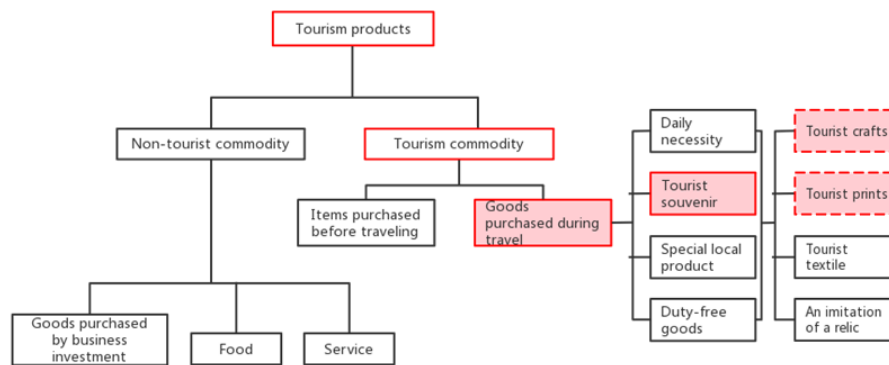 Tourism products
Non-tourist commodity
Tourism commodity
Items purchased
before traveling
Goods
purchased during
travel
Daily
necessity
Tourist
souvenir
Special local
product
Duty-free
goods
Tourist crafts
Tourist prints
Tourist
textile
An imitation
of a relic
Goods purchased
by business
investment
Food
Service